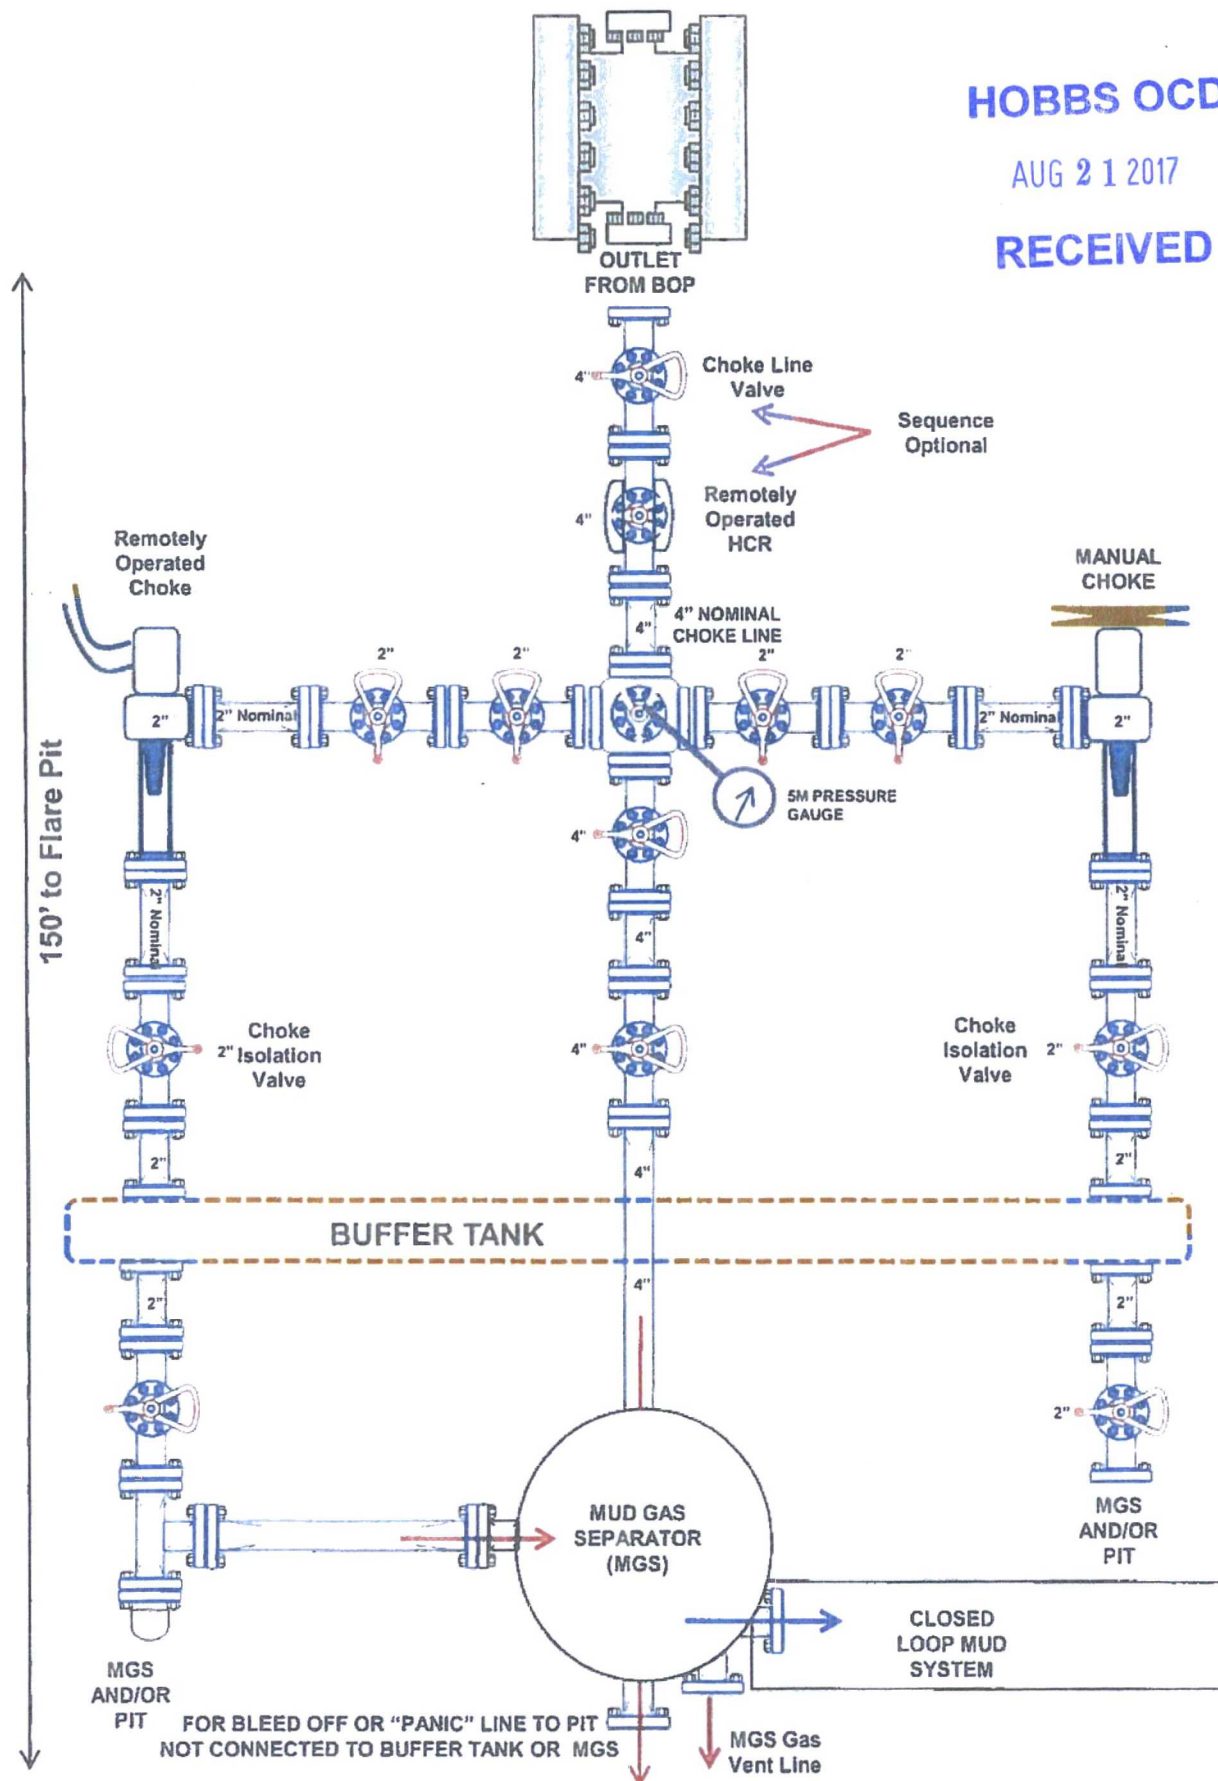 HOBBS OCD
AUG 21 2017
RECEIVED
OUTLET
FROM BOP
4"
Choke Line
Valve
Sequence
Optional
4"
Remotely
Operated
HCR
Remotely
Operated
Choke
MANUAL
CHOKE
4"
4" NOMINAL
CHOKE LINE
2"
2"
2"
2"
2"
2" Nominal
2" Nominal
2"
5M PRESSURE
GAUGE
4"
150' to Flare Pit
2" Nominal
4"
2" Nominal
2"
Choke
Isolation
Valve
4"
Choke
Isolation
Valve
2"
2"
4"
2"
BUFFER TANK
4"
2"
2"
2"
MUD GAS
SEPARATOR
(MGS)
MGS
AND/OR
PIT
CLOSED
LOOP MUD
SYSTEM
MGS
AND/OR
PIT
FOR BLEED OFF OR “PANIC” LINE TO PIT
NOT CONNECTED TO BUFFER TANK OR MGS
MGS Gas
Vent Line